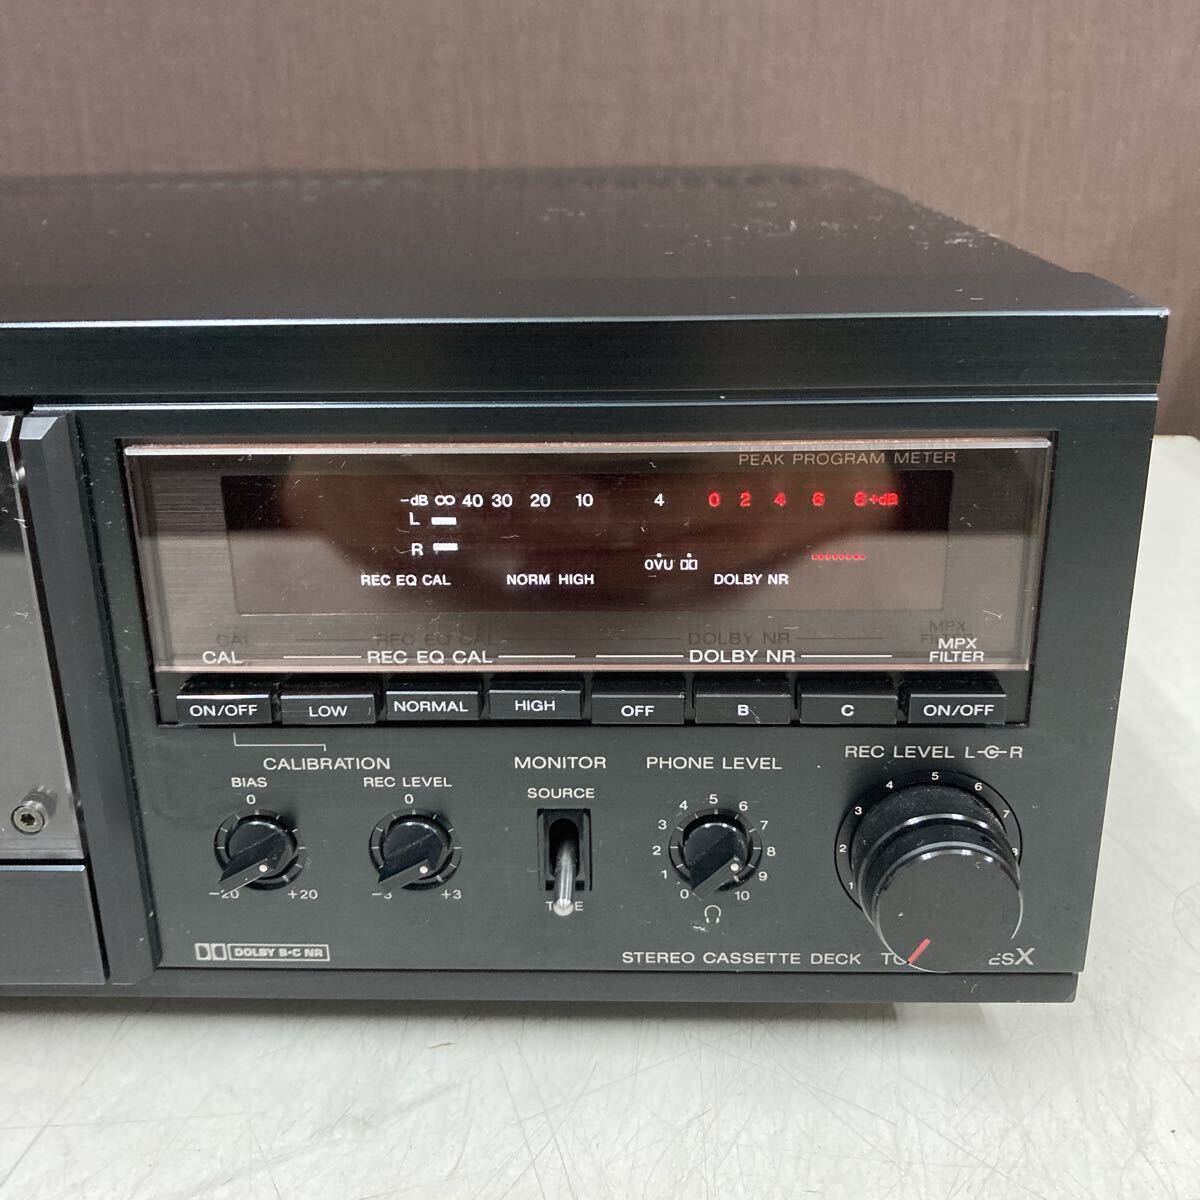 PEAK PROGRAM METER
-dB ∞ 40 30 20 10 4 0 2 4 6 8+dB
L
R
0VU
REC EQ CAL NORM HIGH DOLBY NR
CAL REC EQ CAL DOLBY NR MPX FILTER
ON/OFF LOW NORMAL HIGH OFF B C ON/OFF
CALIBRATION
BIAS
0
-20 +20
REC LEVEL
0
-3 +3
MONITOR
SOURCE
PHONE LEVEL
0 1 2 3 4 5 6 7 8 9 10
REC LEVEL L R
1 2 3 4 5 6 7 8
DOLBY B·C NR
STEREO CASSETTE DECK ESX